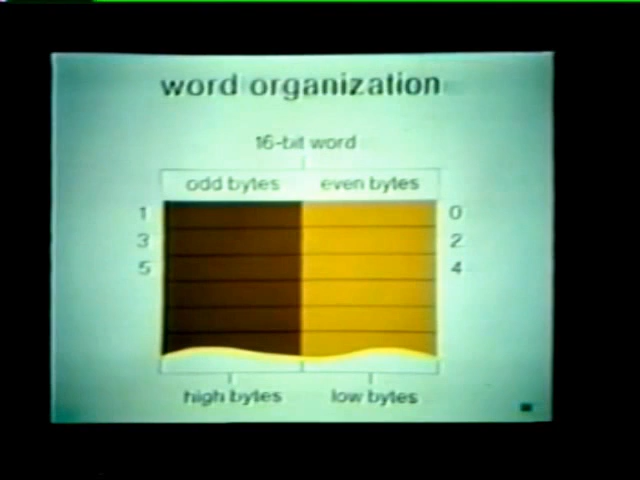 word organization
16-bit word
odd bytes even bytes
1 0
3 2
5 4
high bytes low bytes